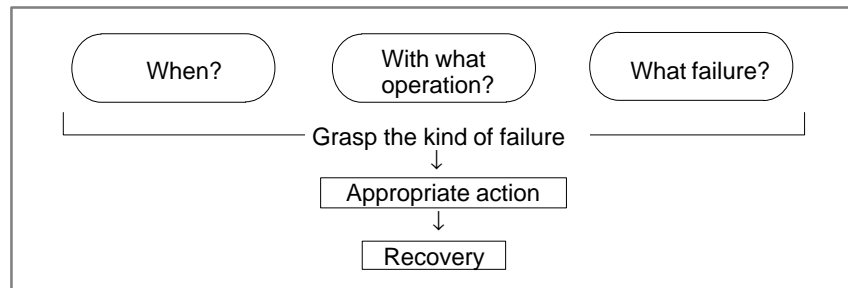 When?
With what
operation?
What failure?
Grasp the kind of failure
Appropriate action
Recovery